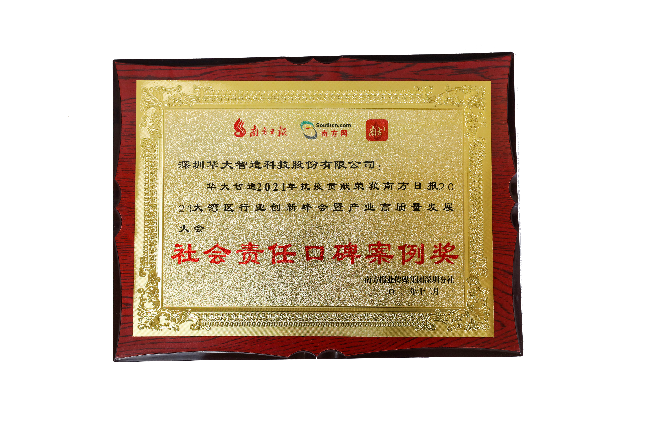 南方日报 Southcn.com 南方网 南方+
深圳华大智造科技股份有限公司：
华大智造2021年抗疫贡献荣获南方日报20
21大湾区行业创新峰会暨产业高质量发展
大会
社会责任口碑案例奖